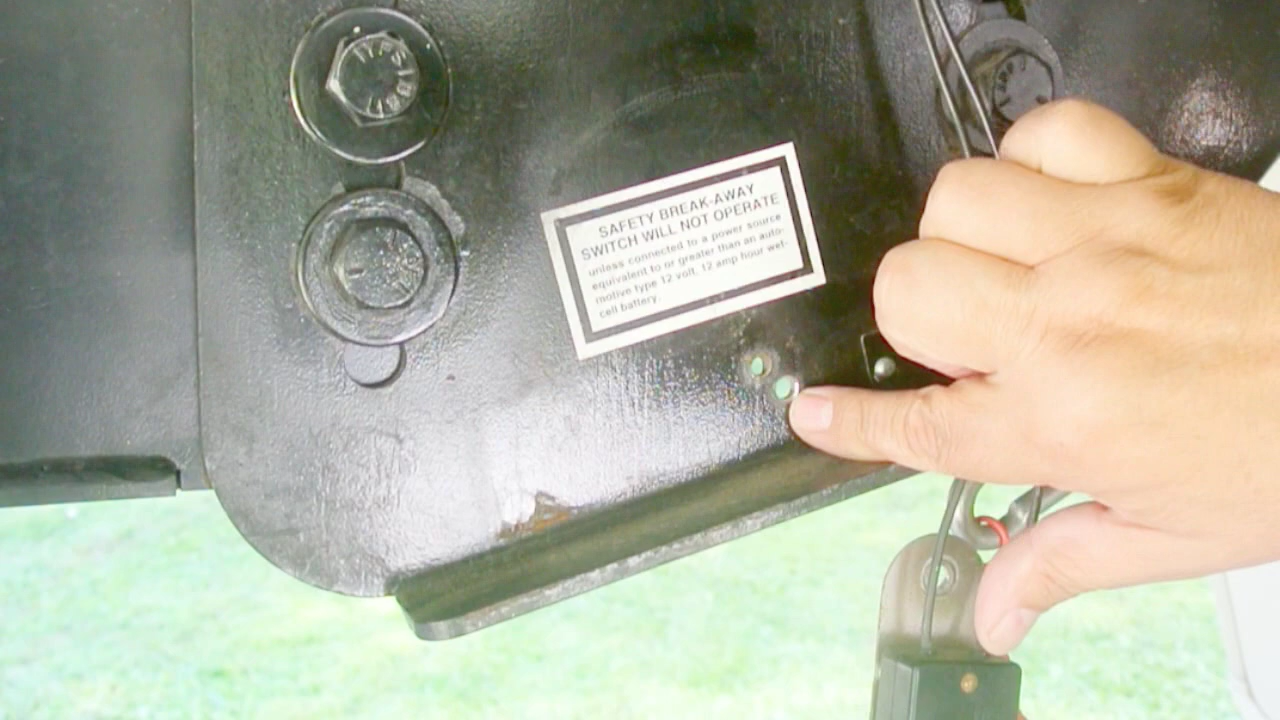 SAFETY BREAK-AWAY
SWITCH WILL NOT OPERATE
unless connected to a power source
equivalent to or greater than an auto-
motive type 12 volt, 12 amp hour wet-
cell battery.